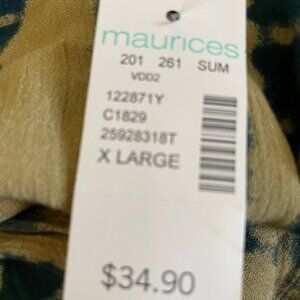 maurices
201 261 SUM
VDD2
122871Y
C1829
25928318T
X LARGE
$34.90